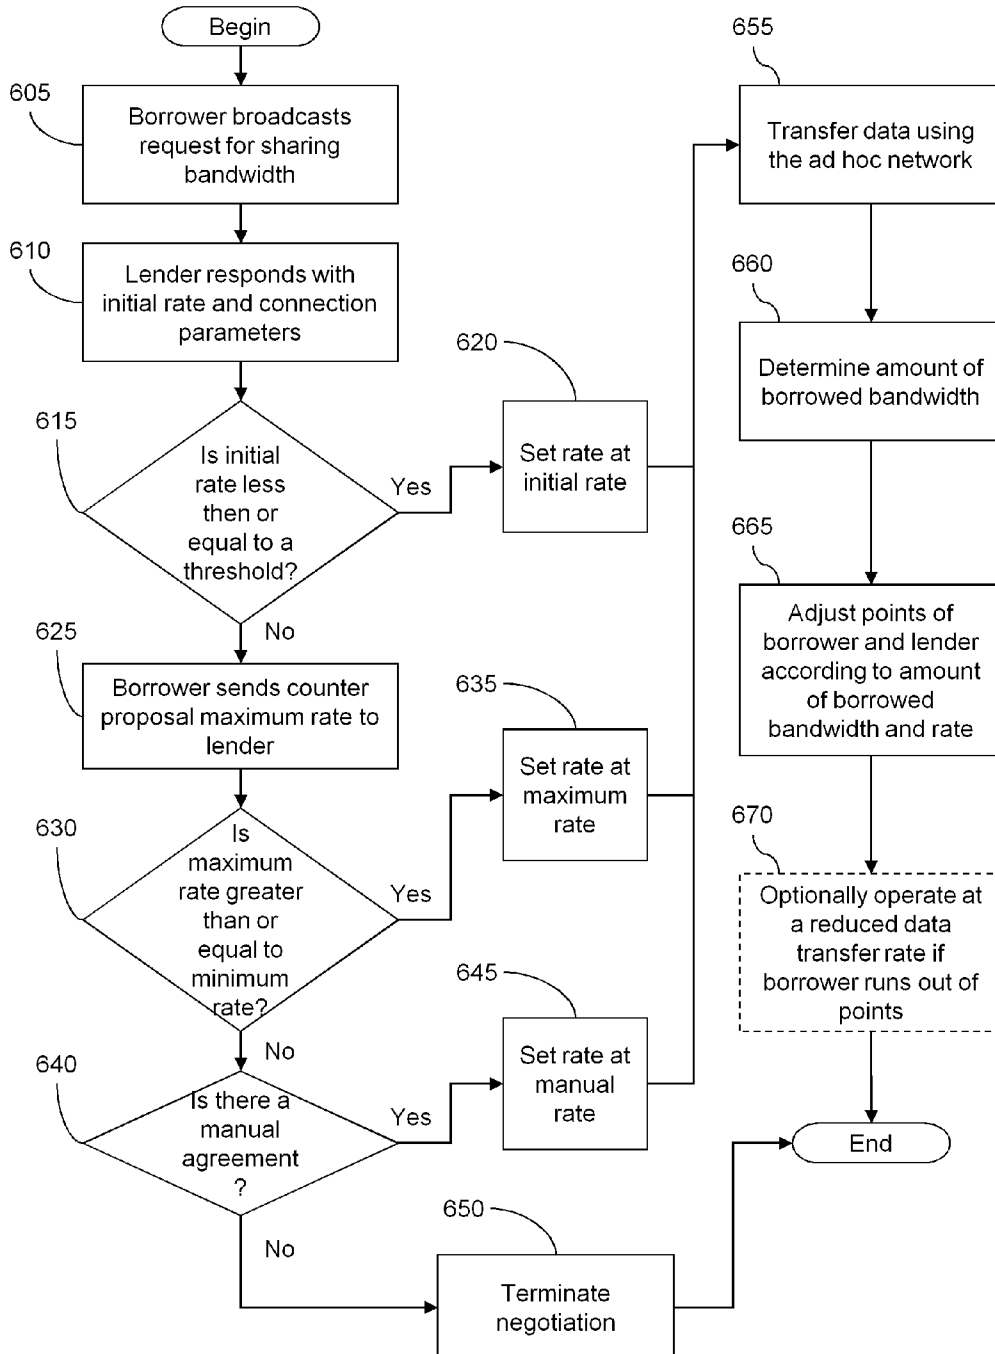 Begin
605
Borrower broadcasts
request for sharing
bandwidth
610
Lender responds with
initial rate and connection
parameters
615
Is initial
rate less
then or
equal to a
threshold?
Yes
620
Set rate at
initial rate
No
625
Borrower sends counter
proposal maximum rate to
lender
630
Is
maximum
rate greater
than or
equal to
minimum
rate?
Yes
635
Set rate at
maximum
rate
No
640
Is there a
manual
agreement
?
Yes
645
Set rate at
manual
rate
No
650
Terminate
negotiation
655
Transfer data using
the ad hoc network
660
Determine amount of
borrowed bandwidth
665
Adjust points of
borrower and lender
according to amount
of borrowed
bandwidth and rate
670
Optionally operate at
a reduced data
transfer rate if
borrower runs out of
points
End